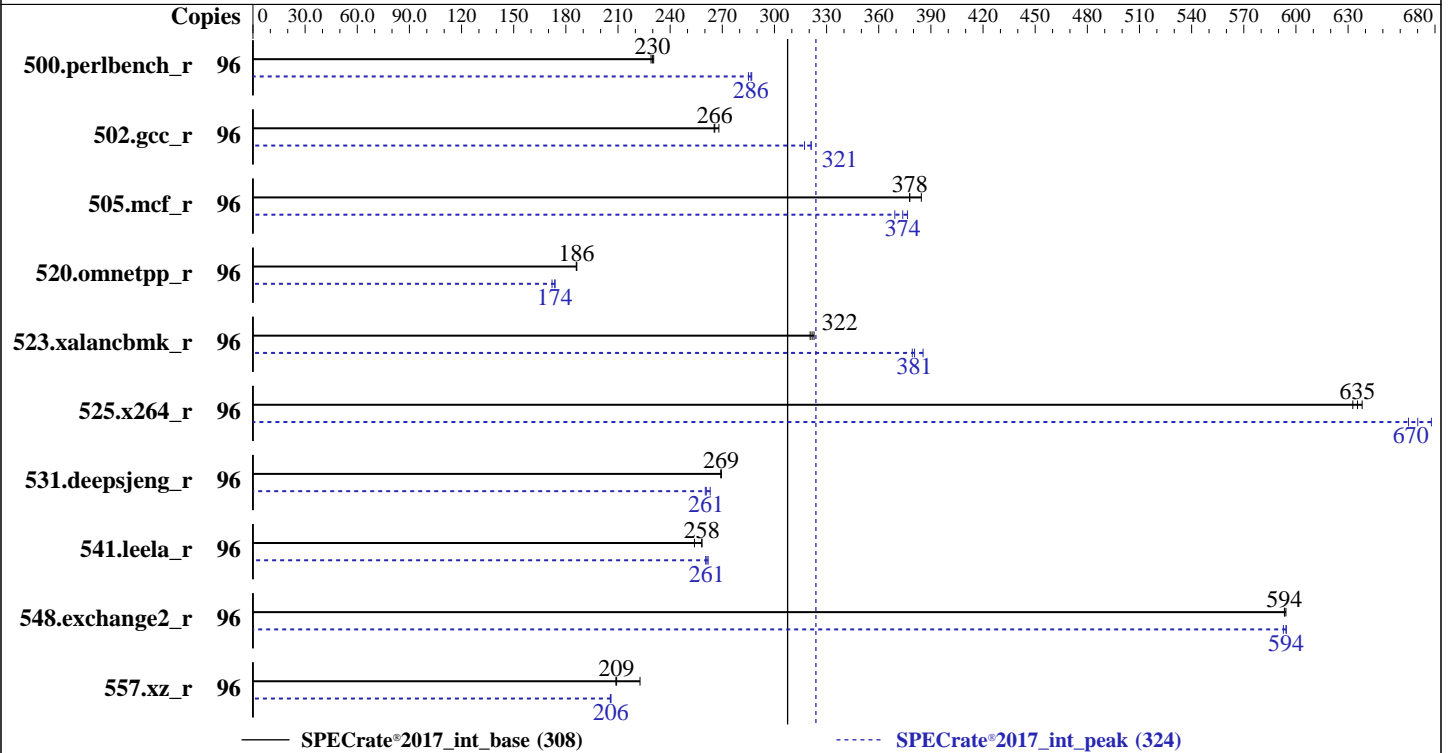 Copies 0 30.0 60.0 90.0 120 150 180 210 240 270 300 330 360 390 420 450 480 510 540 570 600 630 680
500.perlbench_r 96 230
286
502.gcc_r 96 266
321
505.mcf_r 96 378
374
520.omnetpp_r 96 186
174
523.xalancbmk_r 96 322
381
525.x264_r 96 635
670
531.deepsjeng_r 96 269
261
541.leela_r 96 258
261
548.exchange2_r 96 594
594
557.xz_r 96 209
206
SPECrate®2017_int_base (308) SPECrate®2017_int_peak (324)